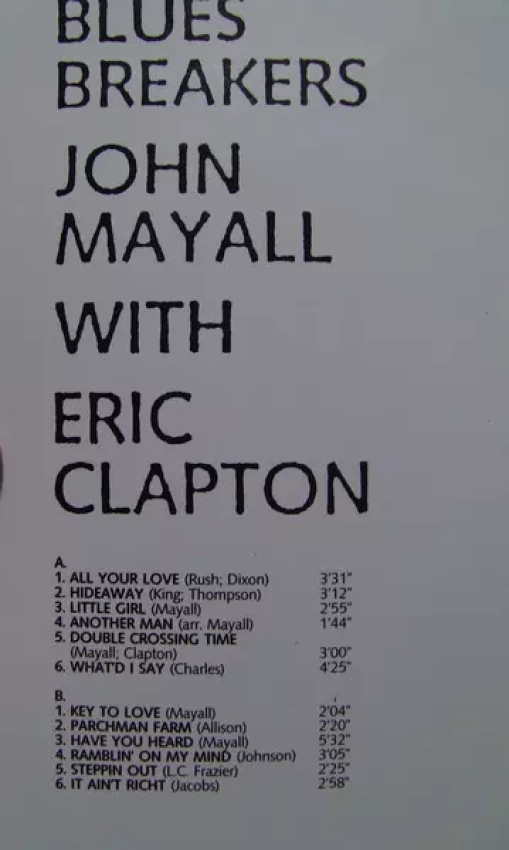 BLUES
BREAKERS
JOHN
MAYALL
WITH
ERIC
CLAPTON
A.
1. ALL YOUR LOVE (Rush; Dixon) 3'31"
2. HIDEAWAY (King; Thompson) 3'12"
3. LITTLE GIRL (Mayall) 2'55"
4. ANOTHER MAN (arr. Mayall) 1'44"
5. DOUBLE CROSSING TIME
(Mayall; Clapton) 3'00"
6. WHAT'D I SAY (Charles) 4'25"
B.
1. KEY TO LOVE (Mayall) 2'04"
2. PARCHMAN FARM (Allison) 2'20"
3. HAVE YOU HEARD (Mayall) 5'32"
4. RAMBLIN' ON MY MIND (Johnson) 3'05"
5. STEPPIN OUT (L.C. Frazier) 2'25"
6. IT AIN'T RICHT (Jacobs) 2'58"